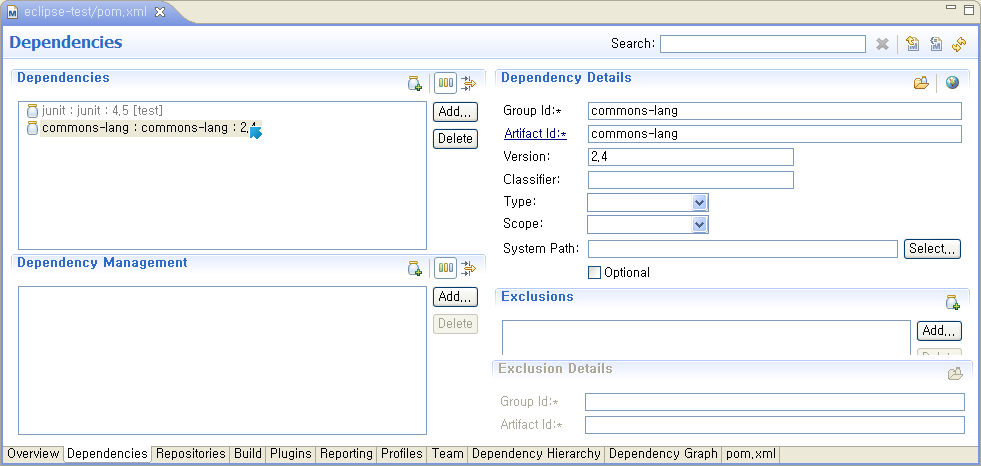 eclipse-test/pom.xml
Dependencies
Search:
Dependencies
junit : junit : 4.5 [test]
commons-lang : commons-lang : 2.4
Add...
Delete
Dependency Management
Add...
Delete
Dependency Details
Group Id:* commons-lang
Artifact Id:* commons-lang
Version: 2.4
Classifier:
Type:
Scope:
System Path: Select...
Optional
Exclusions
Add...
Delete
Exclusion Details
Group Id:*
Artifact Id:*
Overview Dependencies Repositories Build Plugins Reporting Profiles Team Dependency Hierarchy Dependency Graph pom.xml